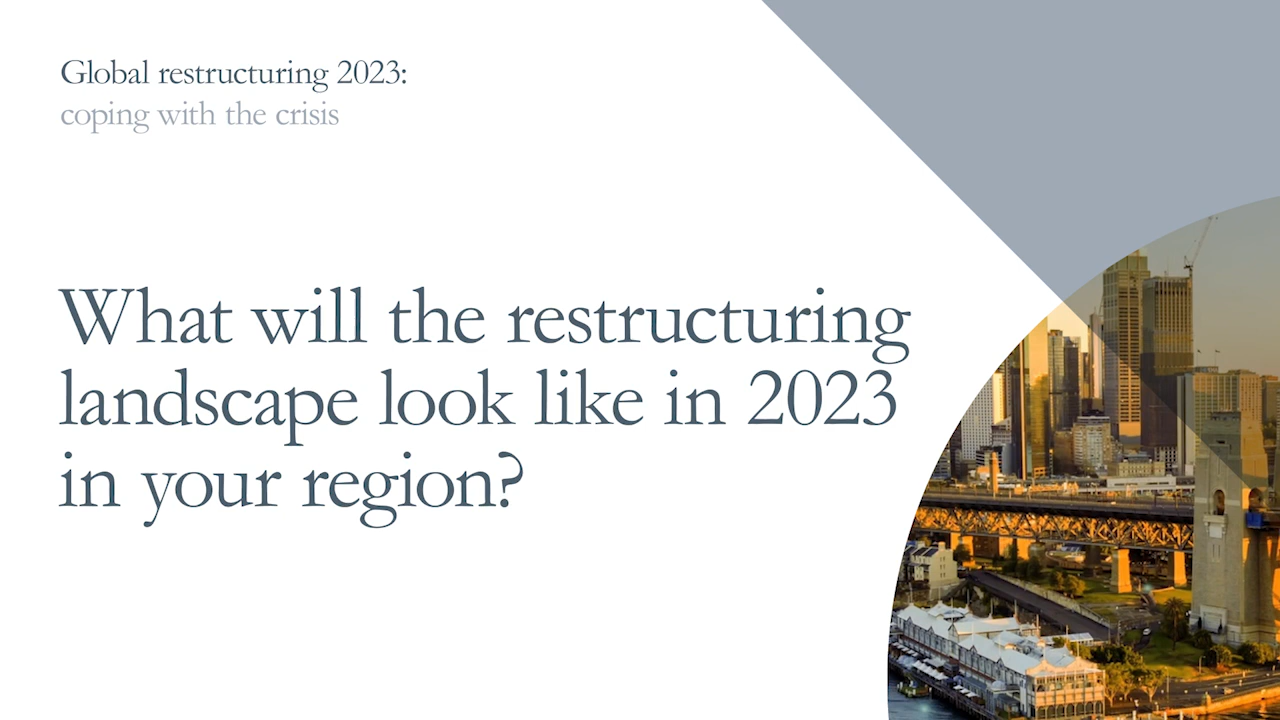 Global restructuring 2023:
coping with the crisis
What will the restructuring
landscape look like in 2023
in your region?